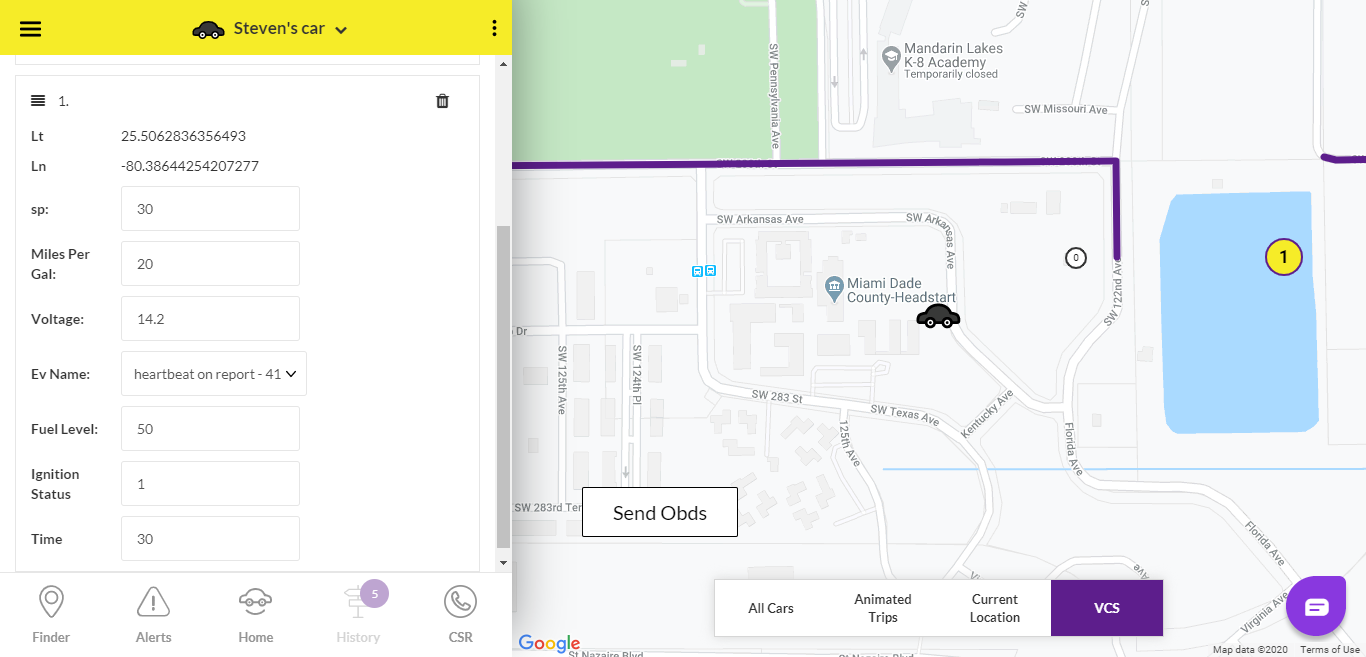 Steven's car
1.
Lt 25.5062836356493
Ln -80.38644254207277
sp: 30
Miles Per
Gal: 20
Voltage: 14.2
Ev Name: heartbeat on report - 41
Fuel Level: 50
Ignition
Status 1
Time 30
Finder
Alerts
Home
5
History
CSR
SW Pennsylvania Ave
Mandarin Lakes
K-8 Academy
Temporarily closed
SW
SW Missouri Ave
SW Arkansas Ave
SW Arkansas Ave
0
1
Miami Dade
County-Headstart
SW 122nd Ave
Dr
SW 125th Ave
SW 124th Pl
SW 283 St
SW Texas Ave
Kentucky Ave
125th Ave
Florida Ave
SW 283rd Ter
Send Obds
Florida Ave
Virginia Ave
All Cars
Animated
Trips
Current
Location
VCS
Google
St Nazaire Blvd
St Nazaire Blvd
Map data ©2020
Terms of Use